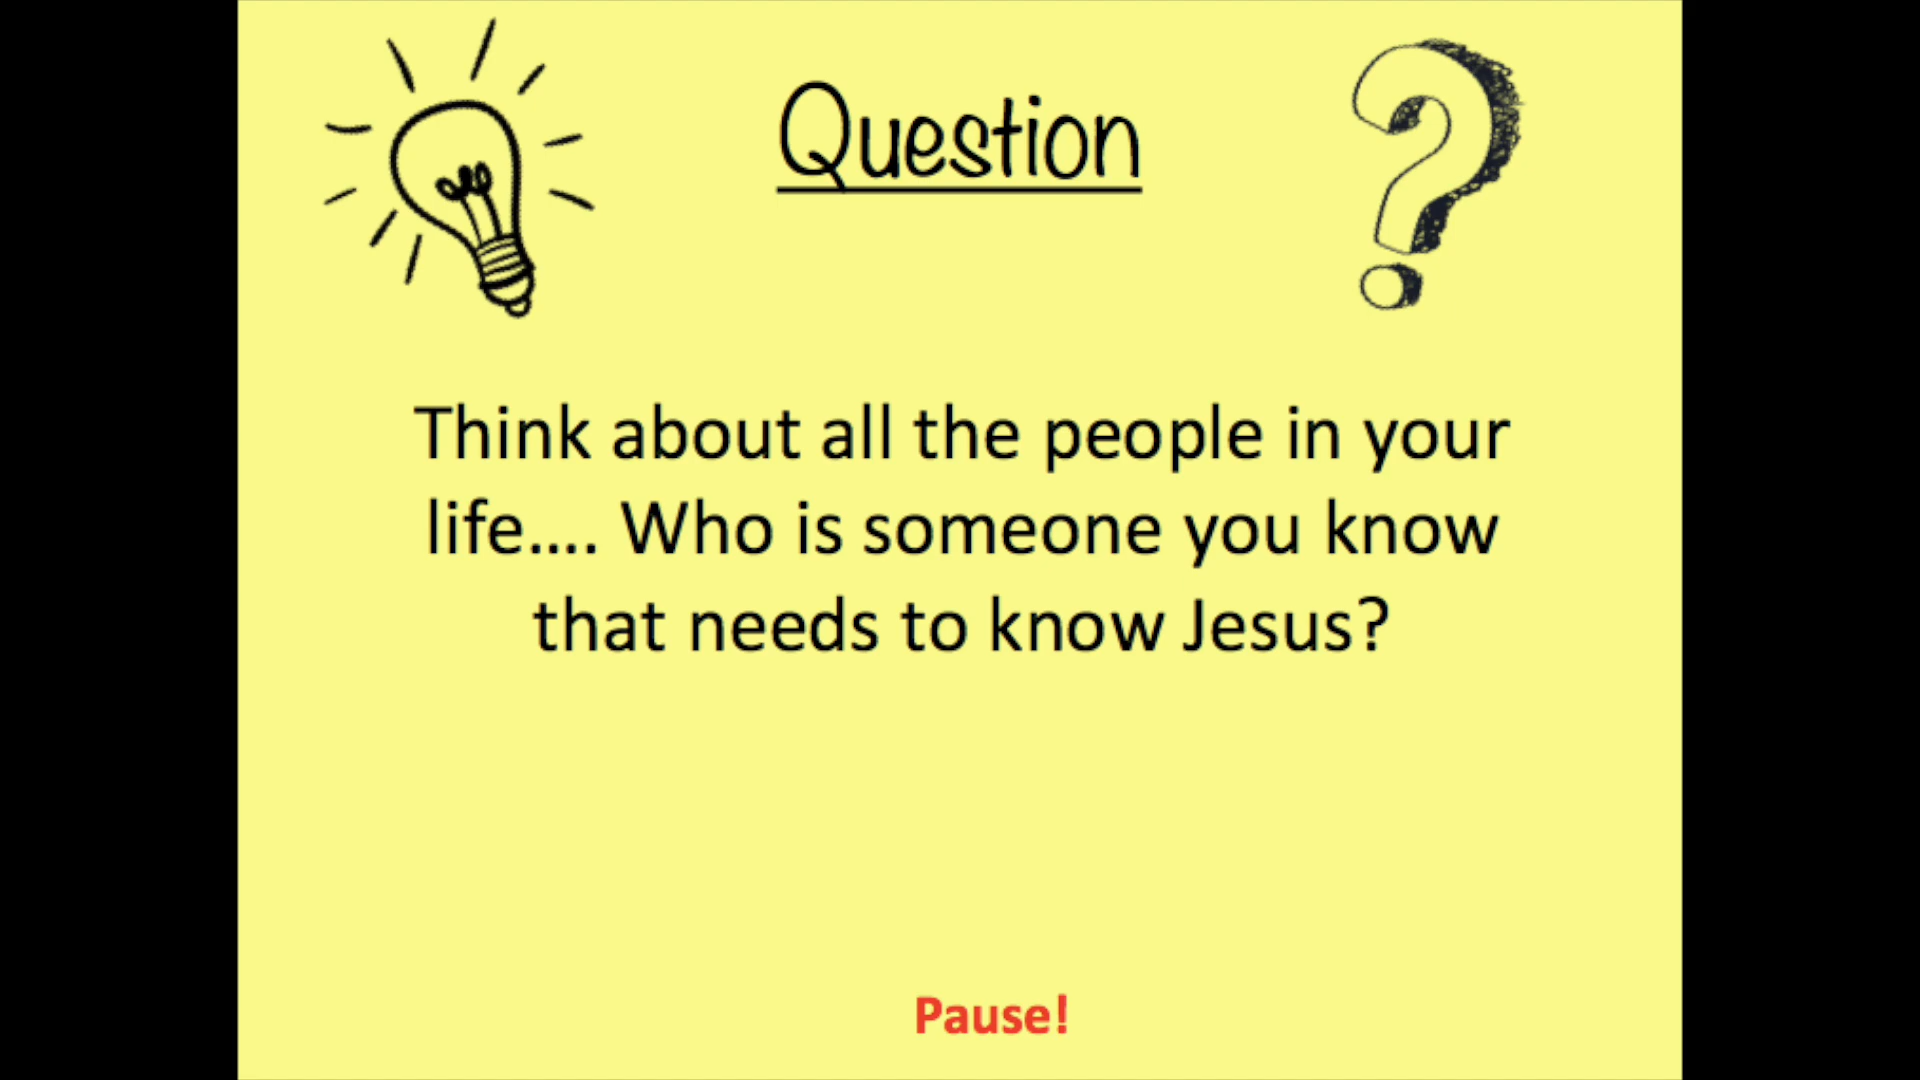 Question
Think about all the people in your
life.... Who is someone you know
that needs to know Jesus?
Pause!